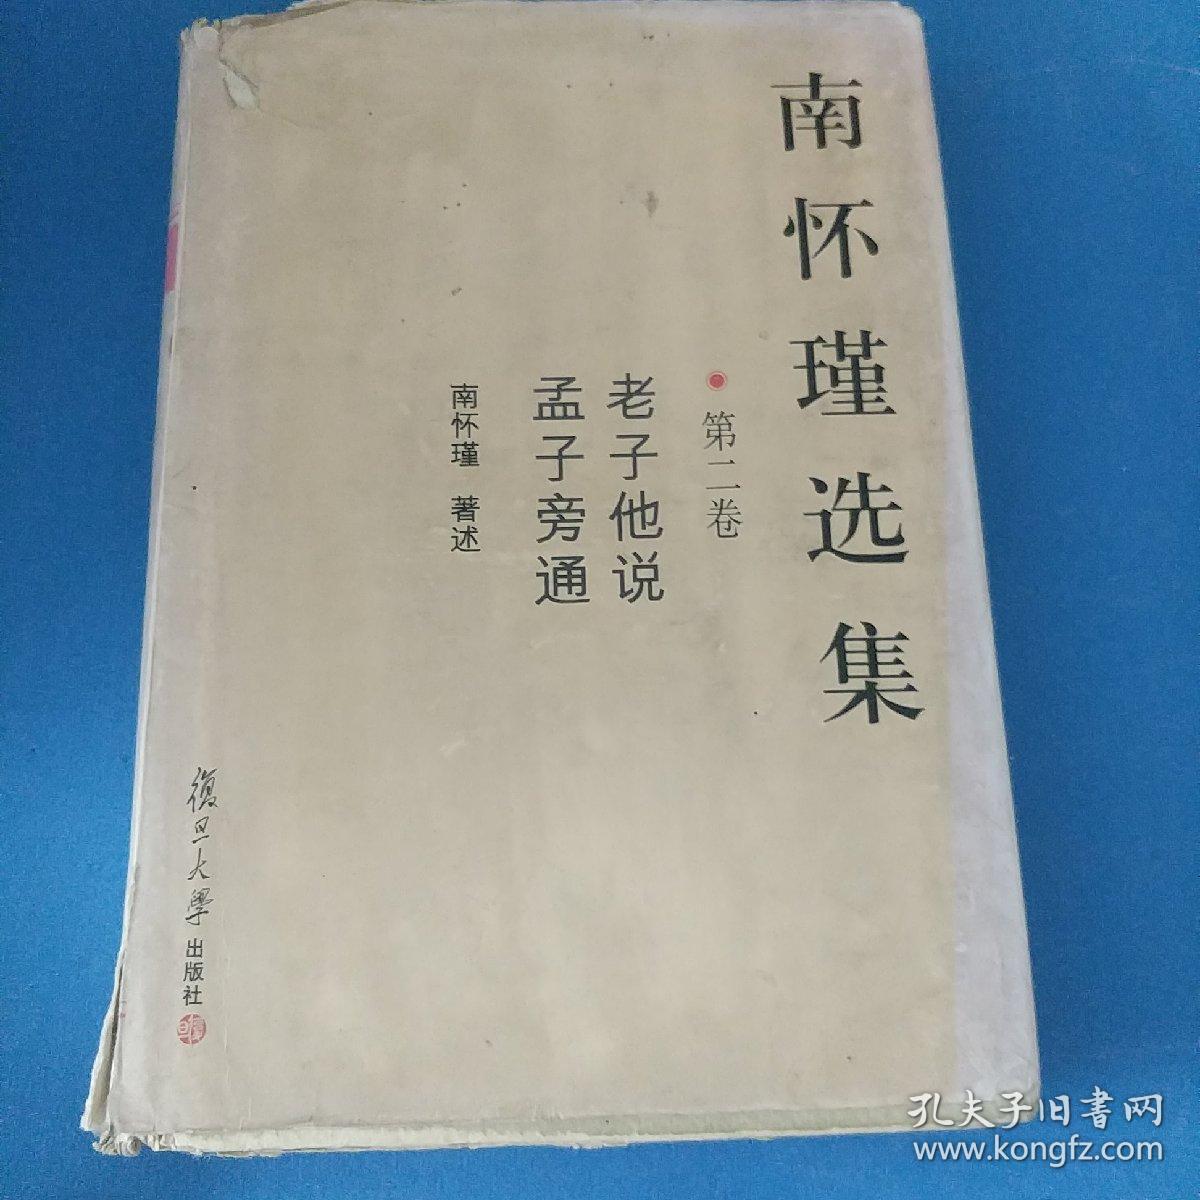 南怀瑾选集
第二卷
老子他说
孟子旁通
南怀瑾 著述
復旦大學出版社
孔夫子旧書网
www.kongfz.com